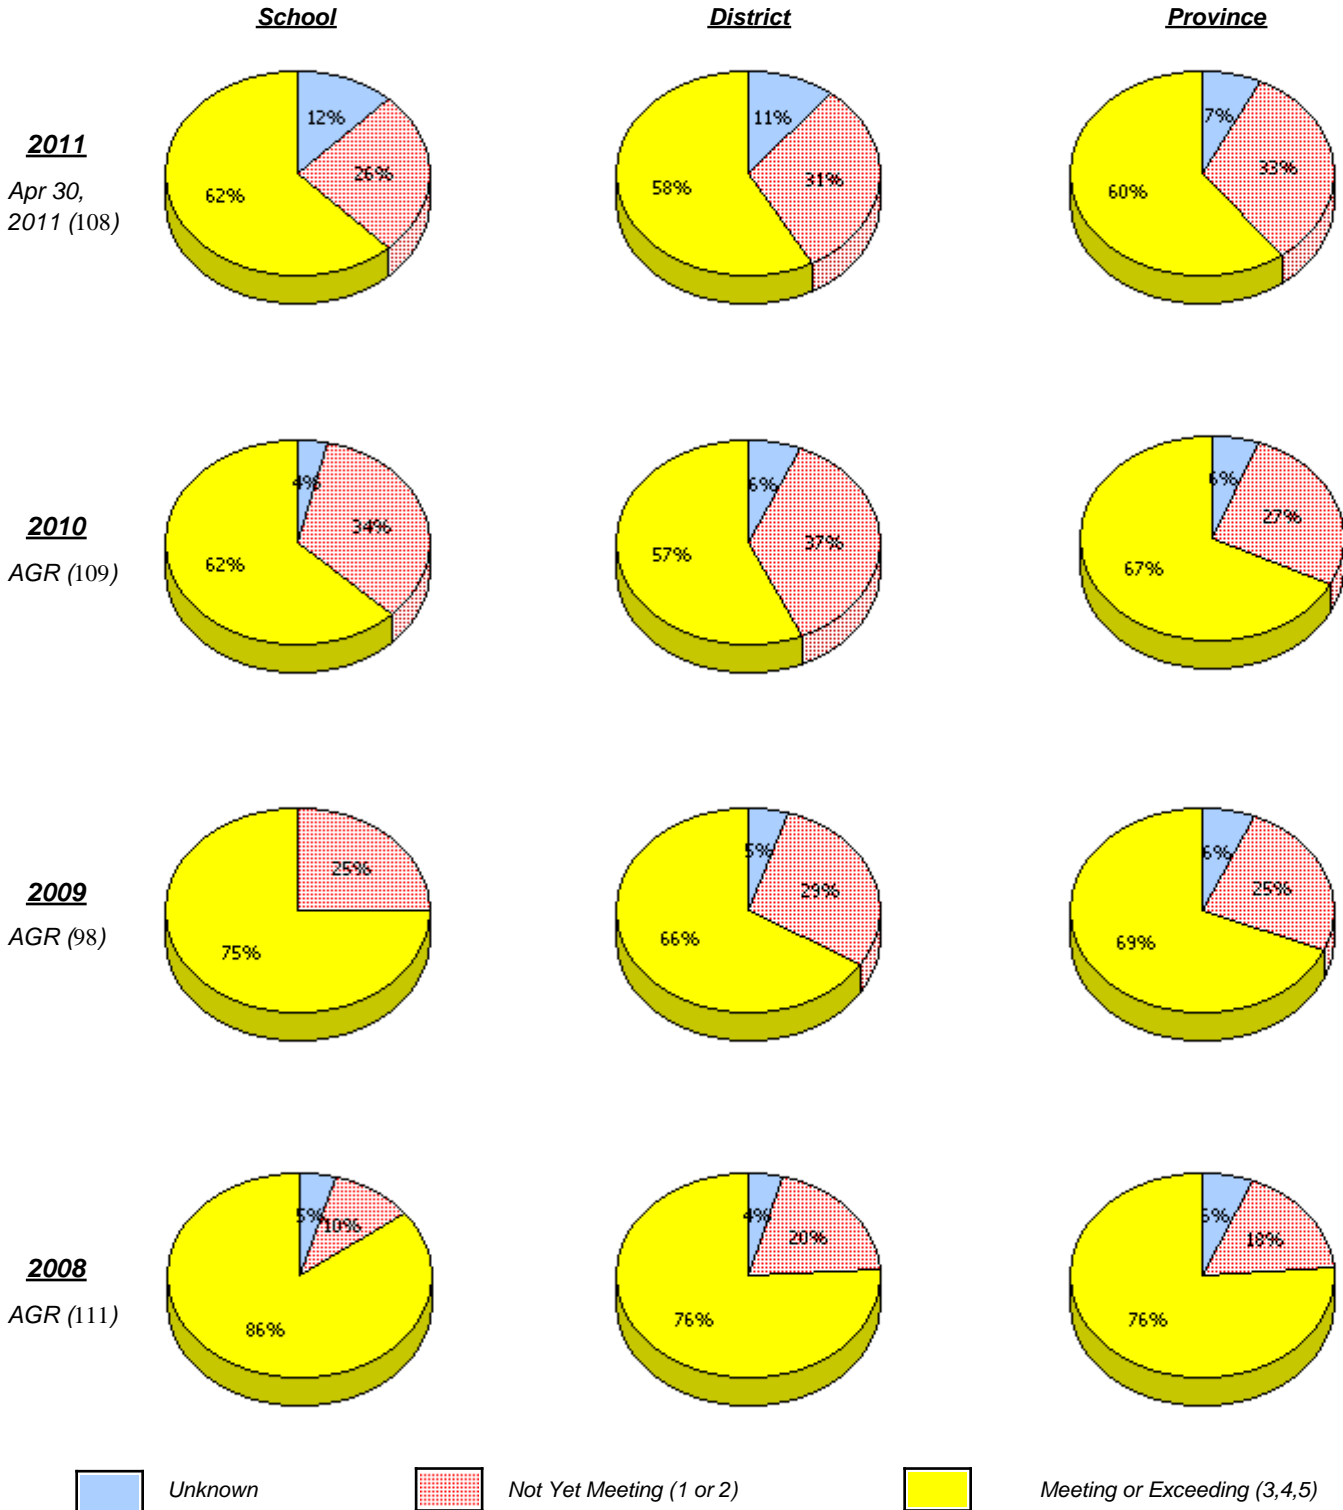 School District Province
12% 11% 7%
2011
26% 31% 33%
Apr 30,
62% 58% 60%
2011 (108)
4% 6% 6%
2010
34% 37% 27%
AGR (109)
62% 57% 67%
5% 6%
25% 29% 25%
2009
AGR (98)
75% 66% 69%
5% 4%
10% 20% 18%
2008
AGR (111)
86% 76% 76%
Unknown Not Yet Meeting (1 or 2) Meeting or Exceeding (3,4,5)